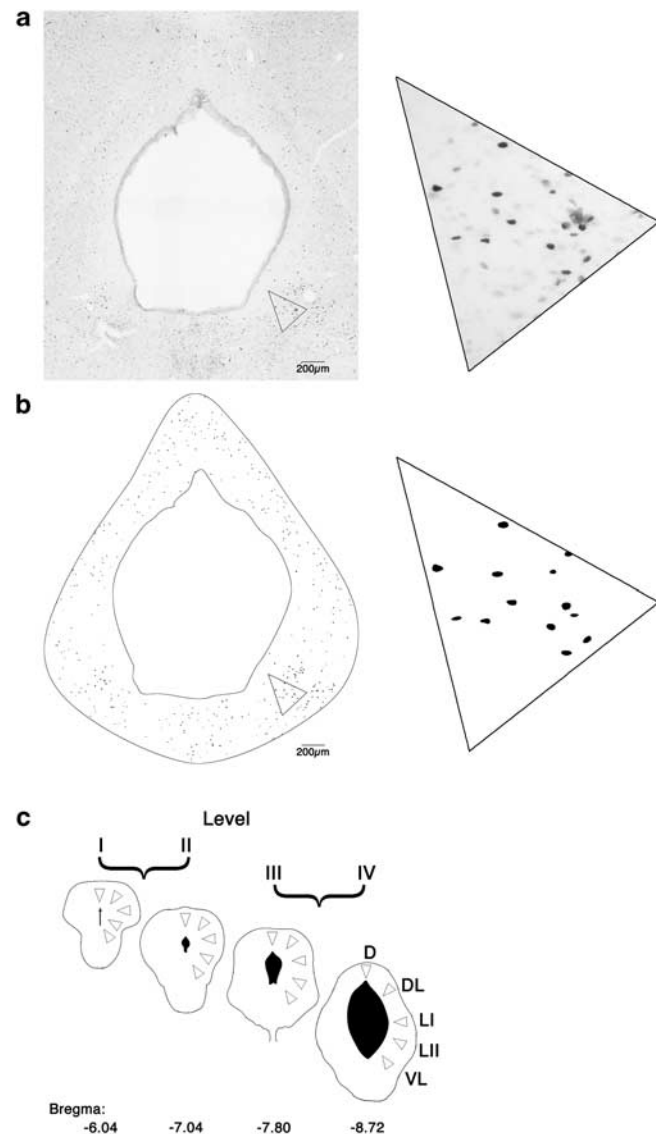 a
200μm
b
200μm
c
Level
I II III IV
D
DL
LI
LII
VL
Bregma:
-6.04 -7.04 -7.80 -8.72